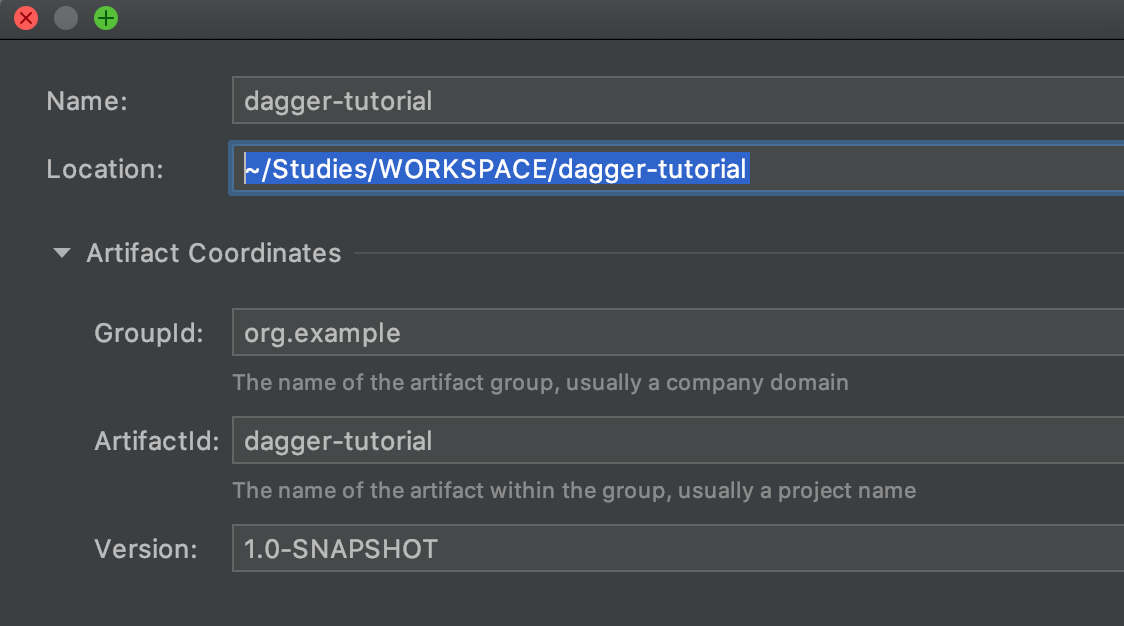 Name: dagger-tutorial
Location: ~/Studies/WORKSPACE/dagger-tutorial
Artifact Coordinates
GroupId: org.example
The name of the artifact group, usually a company domain
ArtifactId: dagger-tutorial
The name of the artifact within the group, usually a project name
Version: 1.0-SNAPSHOT